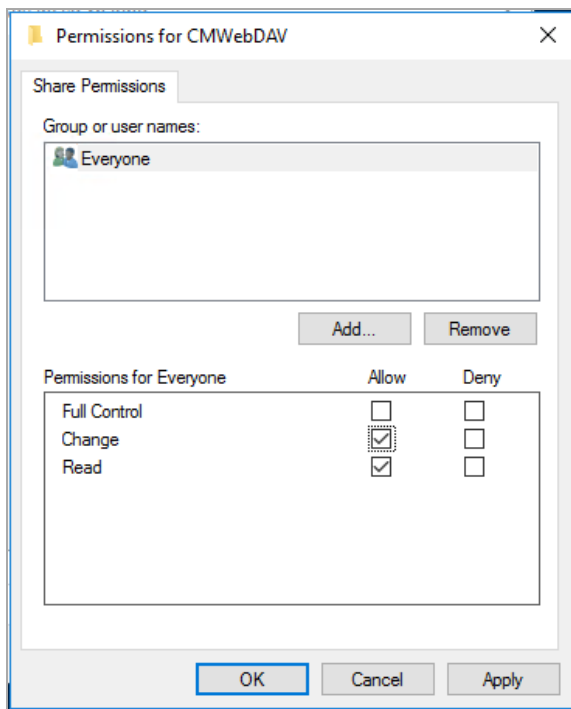 Permissions for CMWebDAV
Share Permissions
Group or user names:
Everyone
Add... Remove
Permissions for Everyone Allow Deny
Full Control
Change
Read
OK Cancel Apply